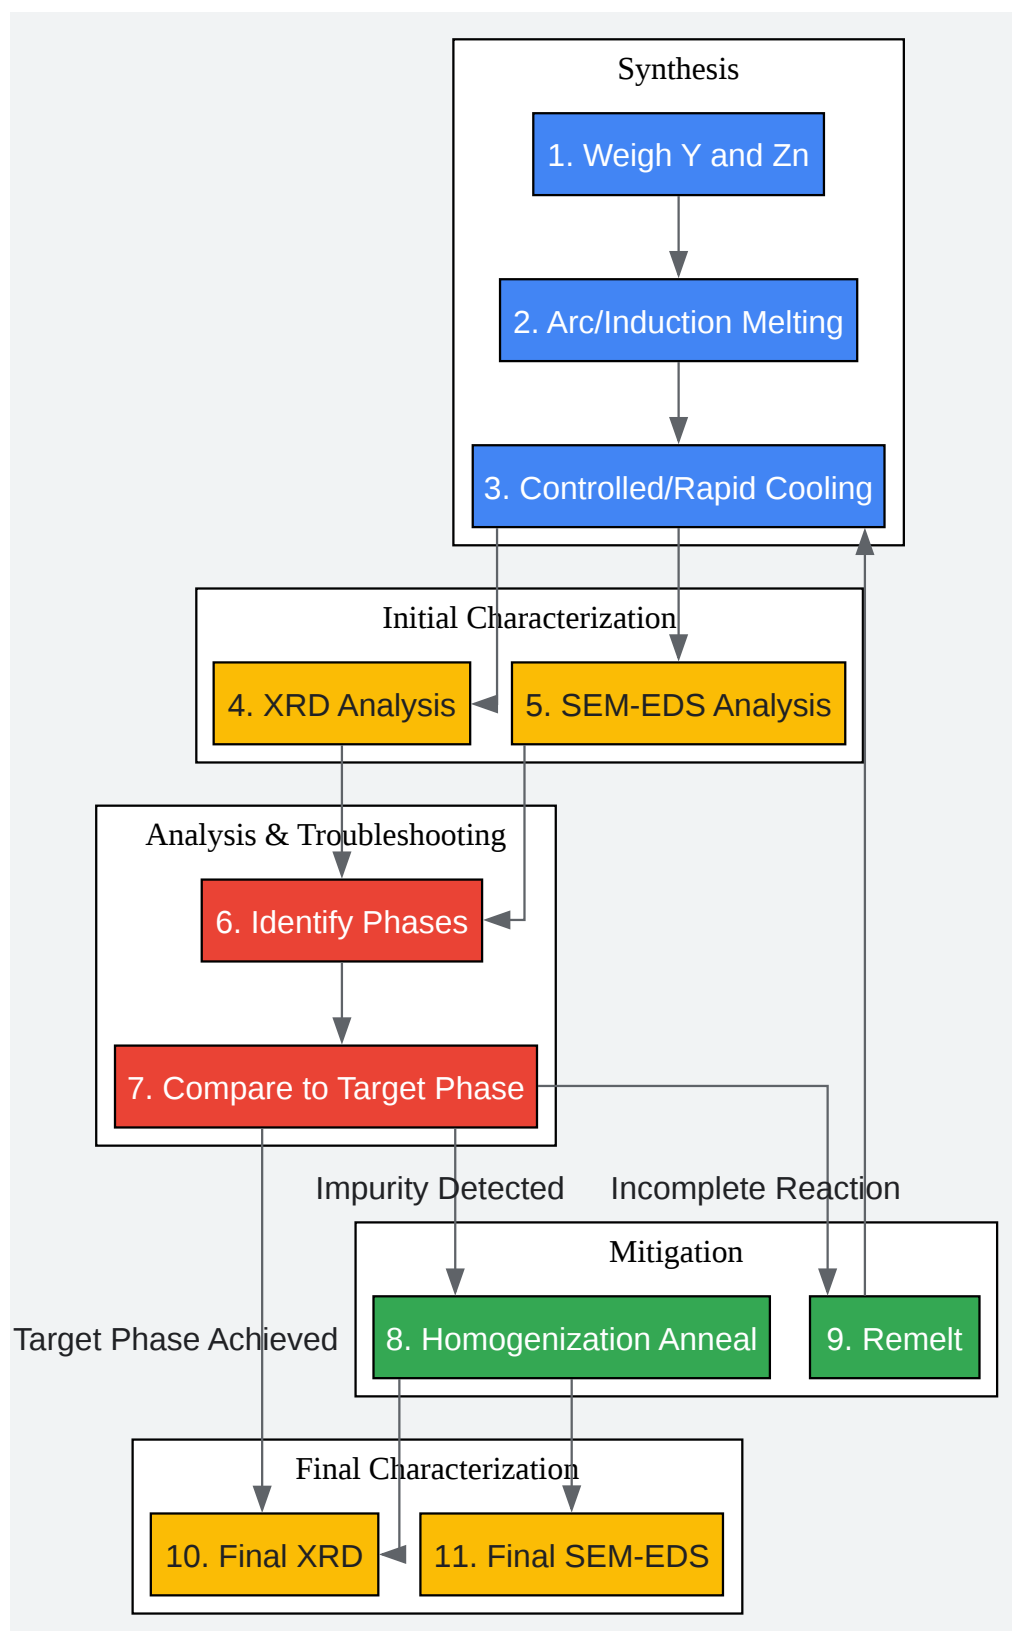 Synthesis
1. Weigh Y and Zn
2. Arc/Induction Melting
3. Controlled/Rapid Cooling
Initial Characterization
4. XRD Analysis
5. SEM-EDS Analysis
Analysis & Troubleshooting
6. Identify Phases
7. Compare to Target Phase
Impurity Detected
Incomplete Reaction
Mitigation
Target Phase Achieved
8. Homogenization Anneal
9. Remelt
Final Characterization
10. Final XRD
11. Final SEM-EDS